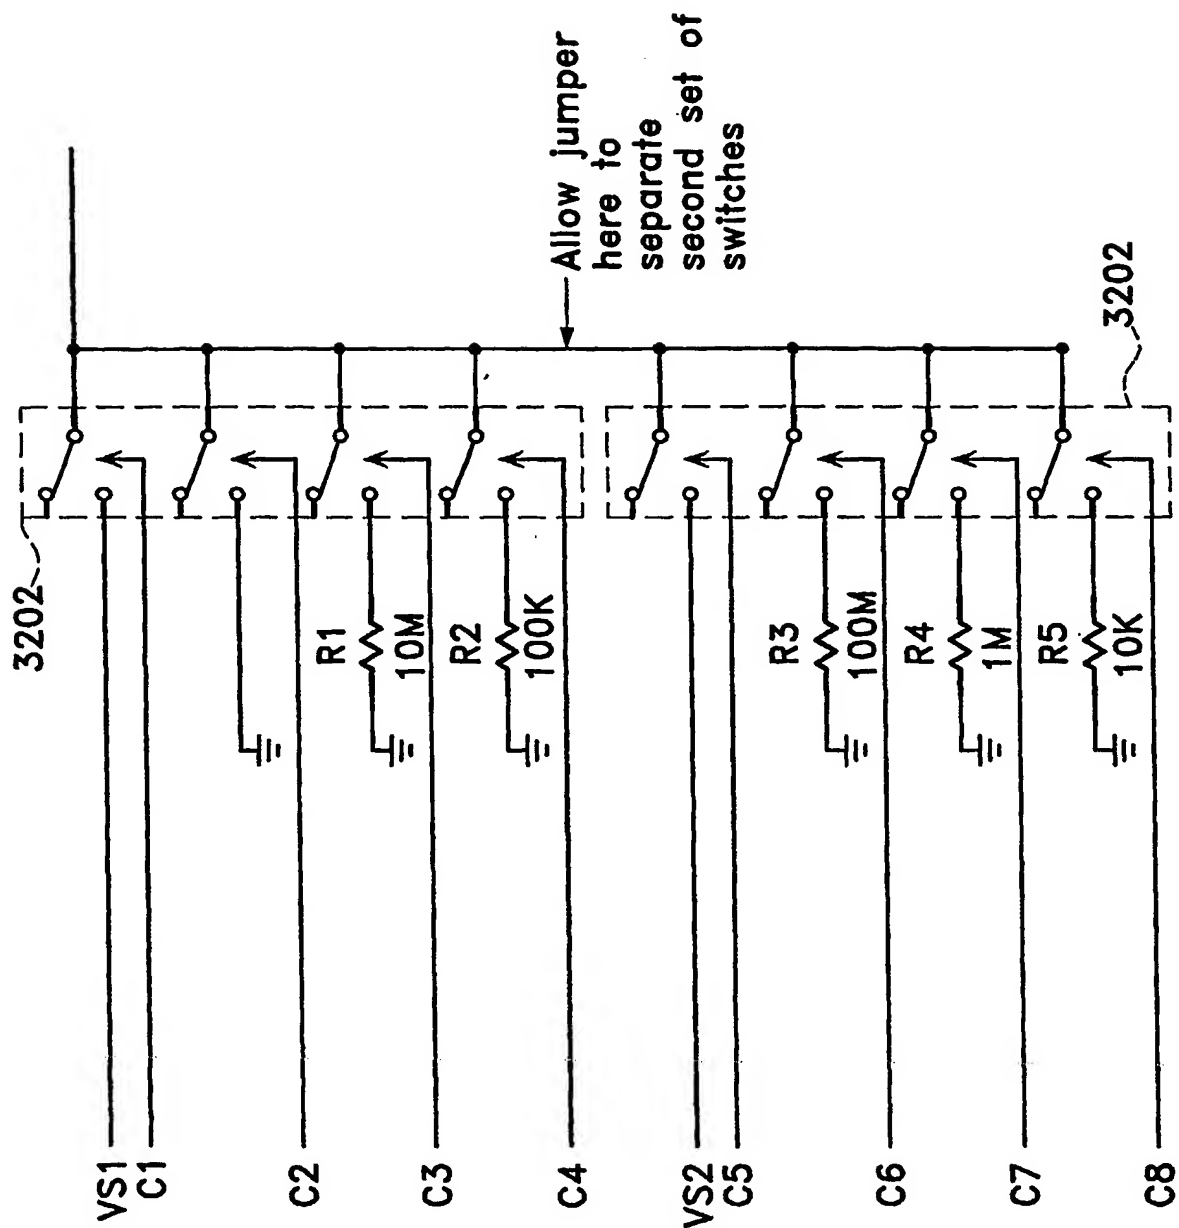 3202
Allow jumper
here to
separate
second set of
switches
3202
R1
10M
R2
100K
R3
100M
R4
1M
R5
10K
VS1
C1
C2
C3
C4
VS2
C5
C6
C7
C8